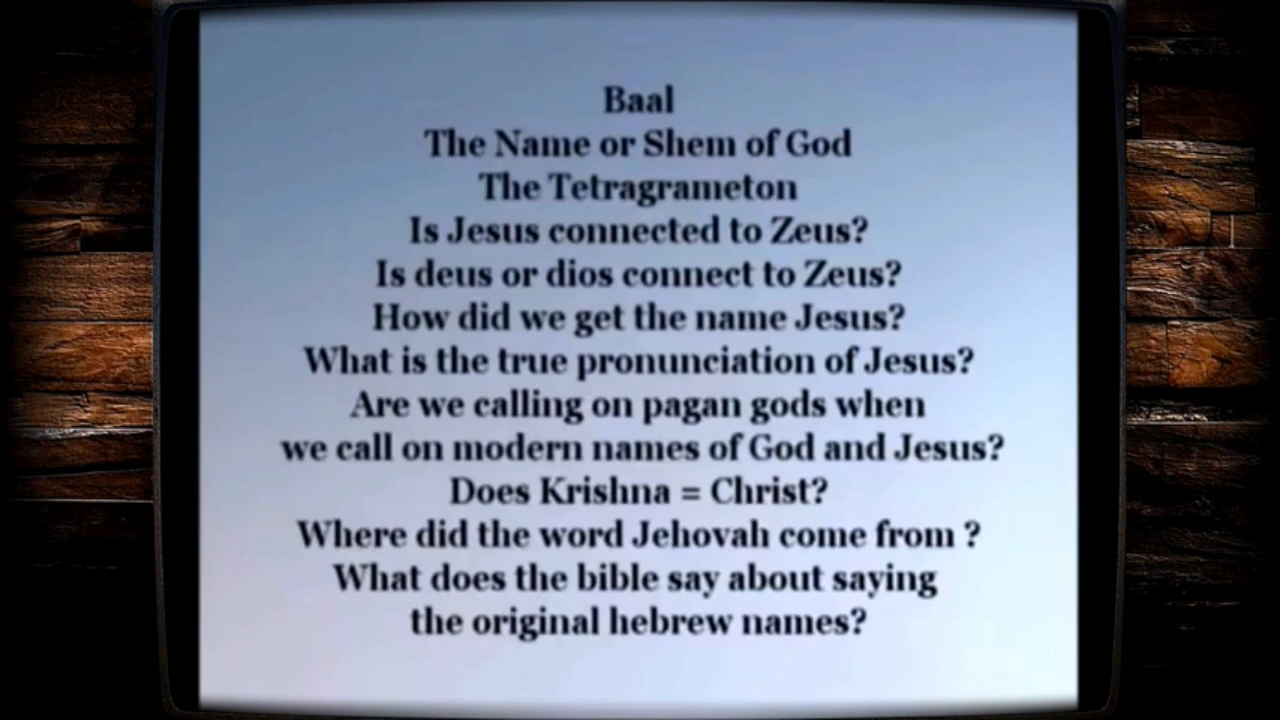 Baal
The Name or Shem of God
The Tetragrameton
Is Jesus connected to Zeus?
Is deus or dios connect to Zeus?
How did we get the name Jesus?
What is the true pronunciation of Jesus?
Are we calling on pagan gods when
we call on modern names of God and Jesus?
Does Krishna = Christ?
Where did the word Jehovah come from ?
What does the bible say about saying
the original hebrew names?